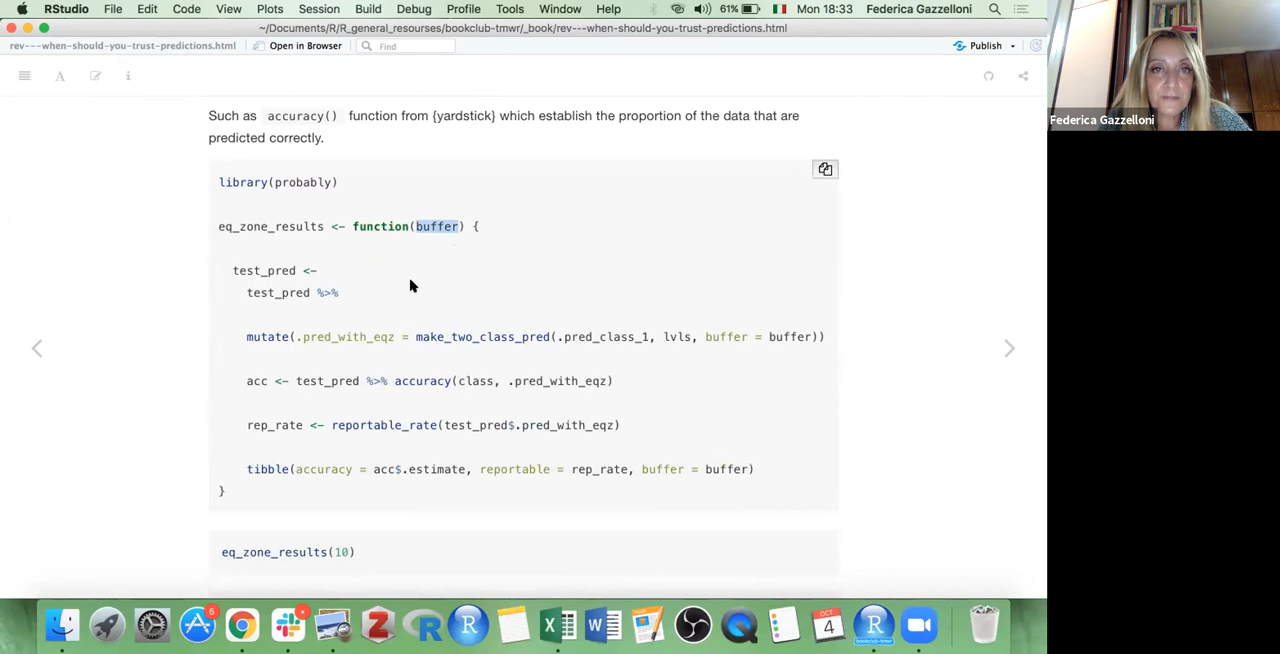 RStudio File Edit Code View Plots Session Build Debug Profile Tools Window Help 61% Mon 18:33 Federica Gazzelloni
~/Documents/R/R_general_resourses/bookclub-tmwr/_book/rev---when-should-you-trust-predictions.html
rev---when-should-you-trust-predictions.html Open in Browser Find Publish
Federica Gazzelloni
Such as accuracy() function from {yardstick} which establish the proportion of the data that are
predicted correctly.
library(probably)
eq_zone_results <- function(buffer) {
test_pred <-
test_pred %>%
mutate(.pred_with_eqz = make_two_class_pred(.pred_class_1, lvls, buffer = buffer))
acc <- test_pred %>% accuracy(class, .pred_with_eqz)
rep_rate <- reportable_rate(test_pred$.pred_with_eqz)
tibble(accuracy = acc$.estimate, reportable = rep_rate, buffer = buffer)
}
eq_zone_results(10)
5
OCT
4
bookclub-tmwr